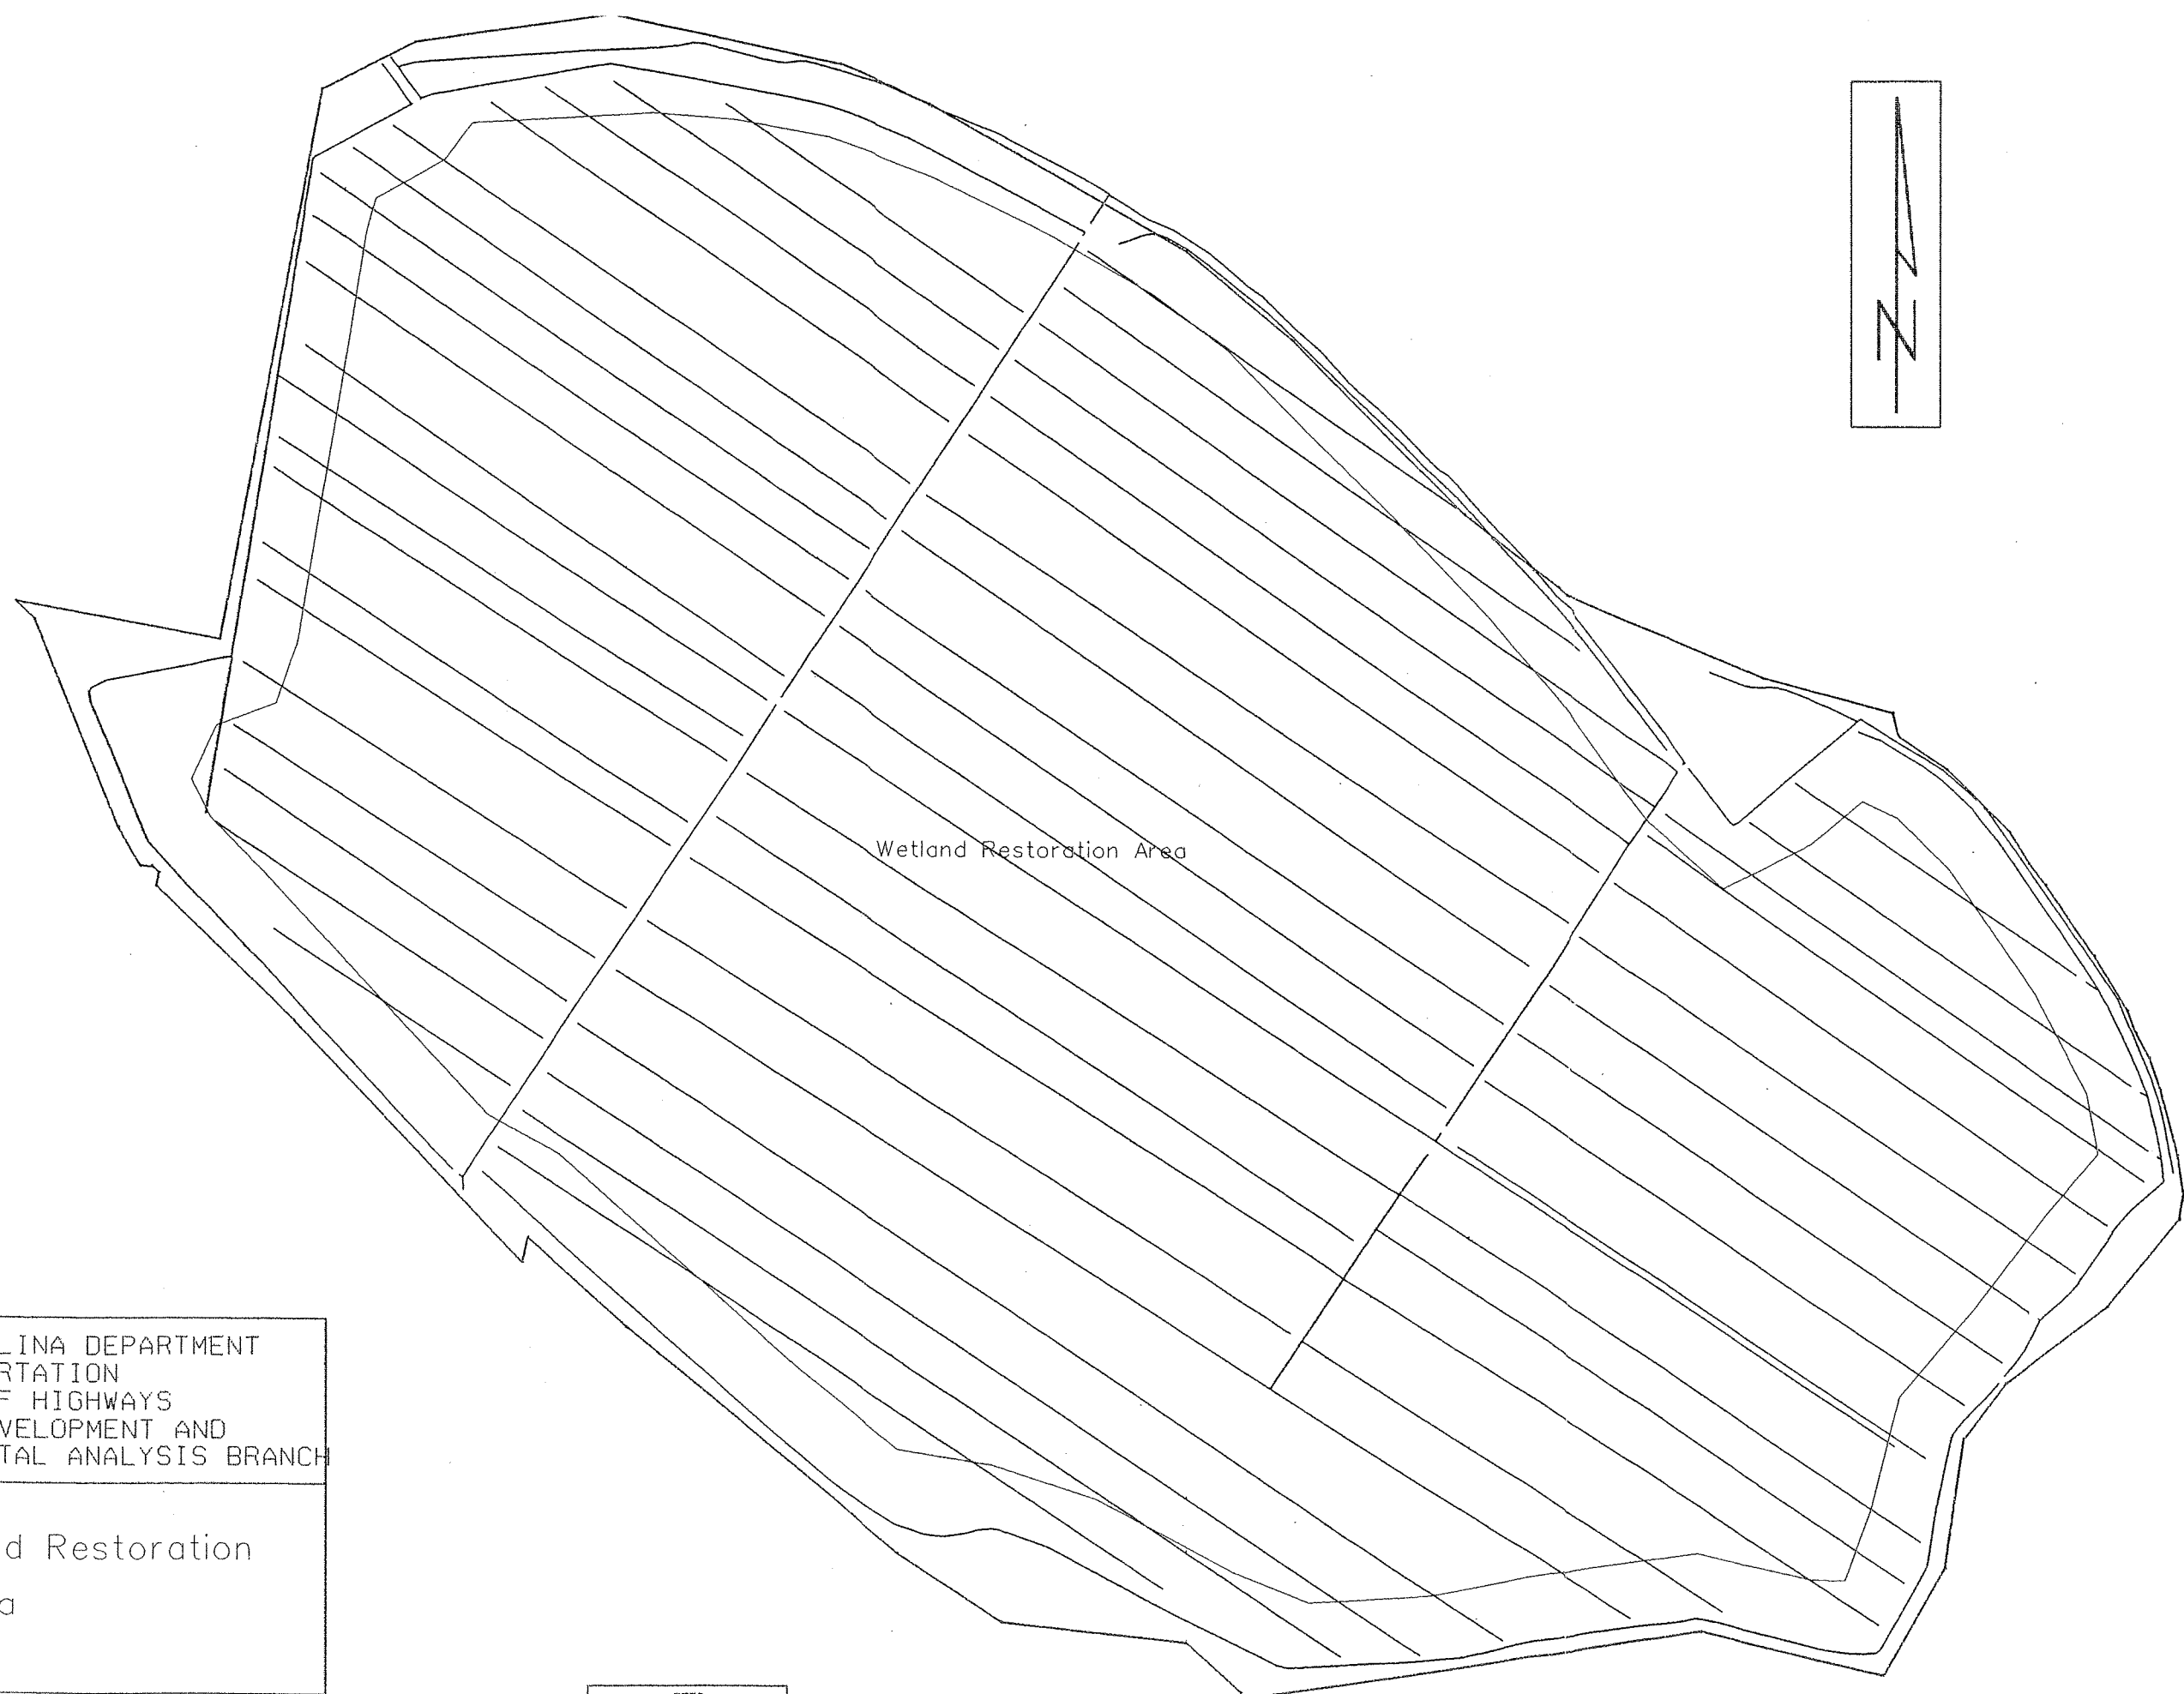 N
Wetland Restoration Area
LINA DEPARTMENT
RTATION
F HIGHWAYS
VELOPMENT AND
TAL ANALYSIS BRANCH
d Restoration
a